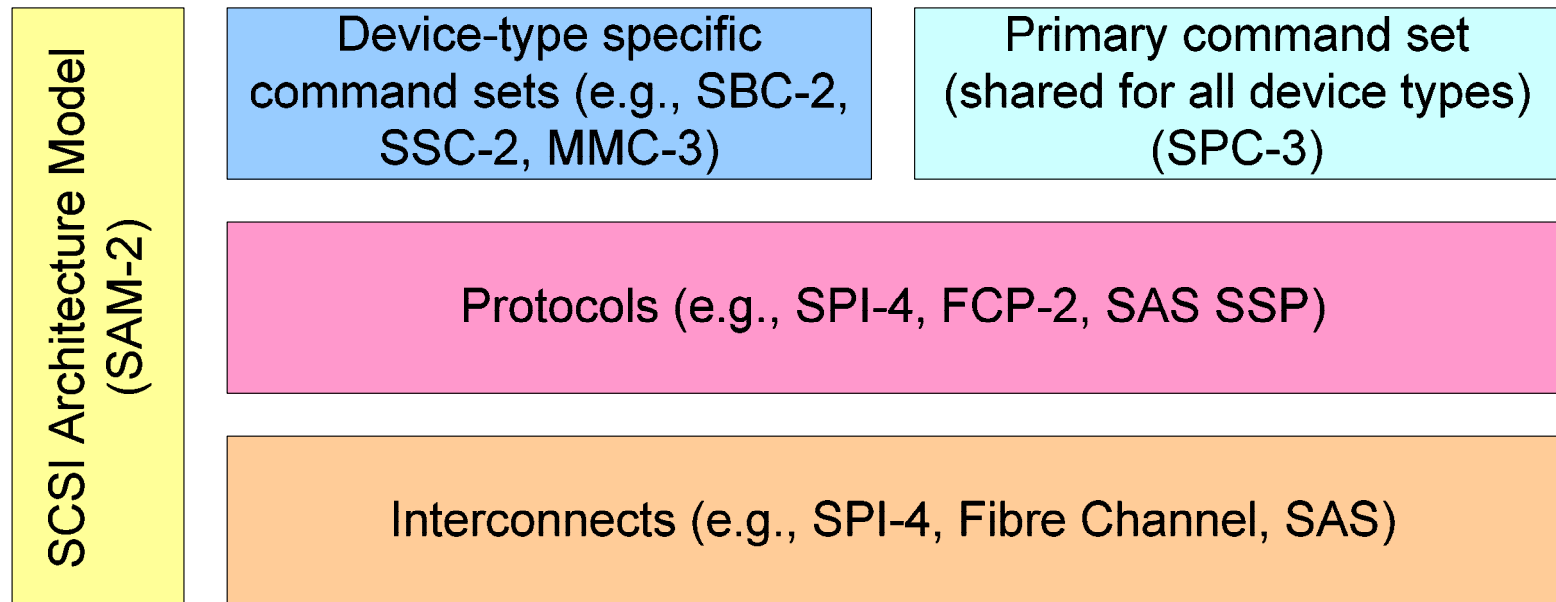 SCSI Architecture Model
(SAM-2)
Device-type specific
command sets (e.g., SBC-2,
SSC-2, MMC-3)
Primary command set
(shared for all device types)
(SPC-3)
Protocols (e.g., SPI-4, FCP-2, SAS SSP)
Interconnects (e.g., SPI-4, Fibre Channel, SAS)